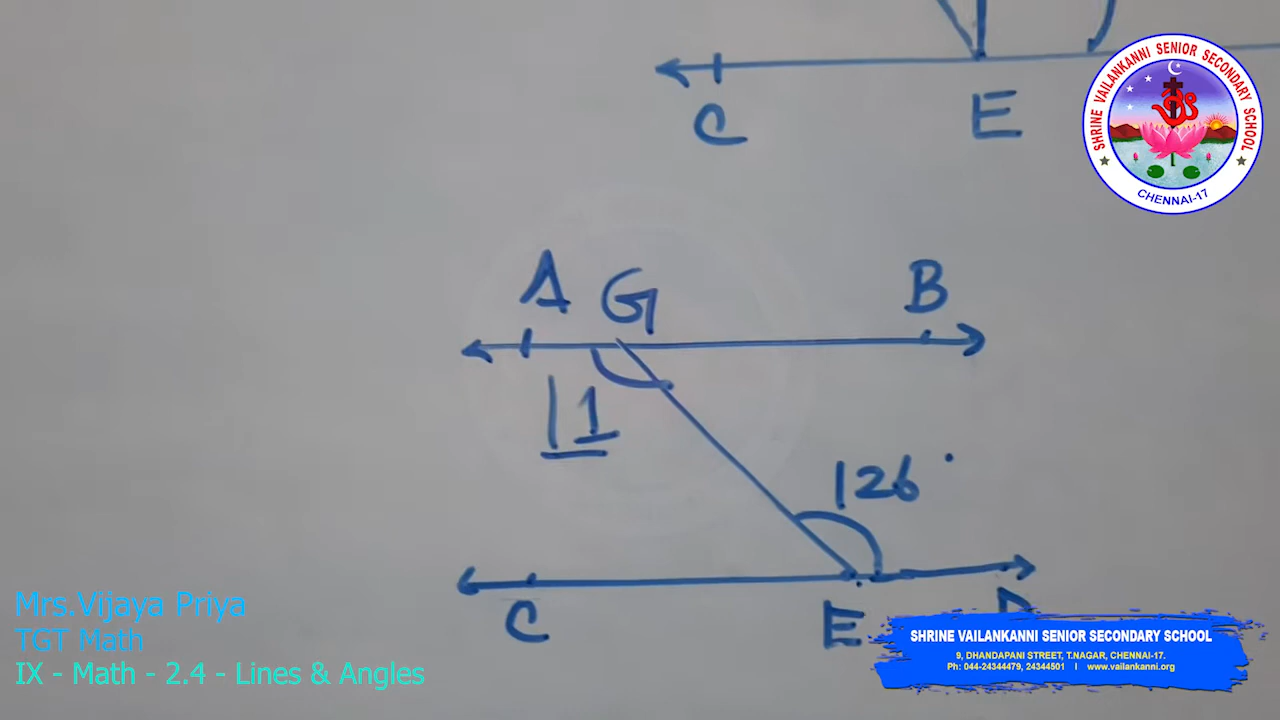 C
E
SHRINE VAILANKANNI SENIOR SECONDARY SCHOOL
CHENNAI-17
A G B
11
126°
C E
Mrs.Vijaya Priya
TGT Math
IX - Math - 2.4 - Lines & Angles
SHRINE VAILANKANNI SENIOR SECONDARY SCHOOL
9, DHANDAPANI STREET, T.NAGAR, CHENNAI-17.
Ph: 044-24344479, 24344501 I www.vailankanni.org